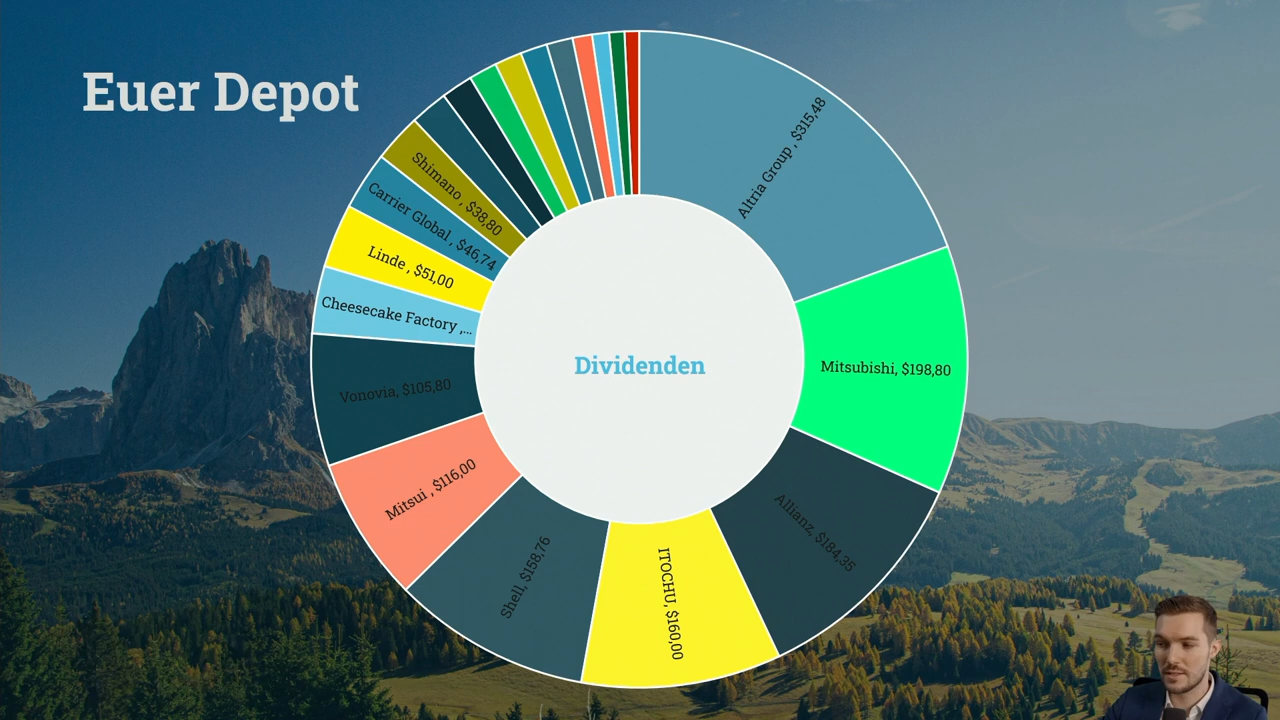 Euer Depot
Altria Group , $315,48
Mitsubishi, $198,80
Allianz, $184,35
ITOCHU, $160,00
Shell, $158,76
Mitsui , $116,00
Vonovia, $105,80
Cheesecake Factory ,...
Linde , $51,00
Carrier Global , $46,74
Shimano , $38,80
Dividenden